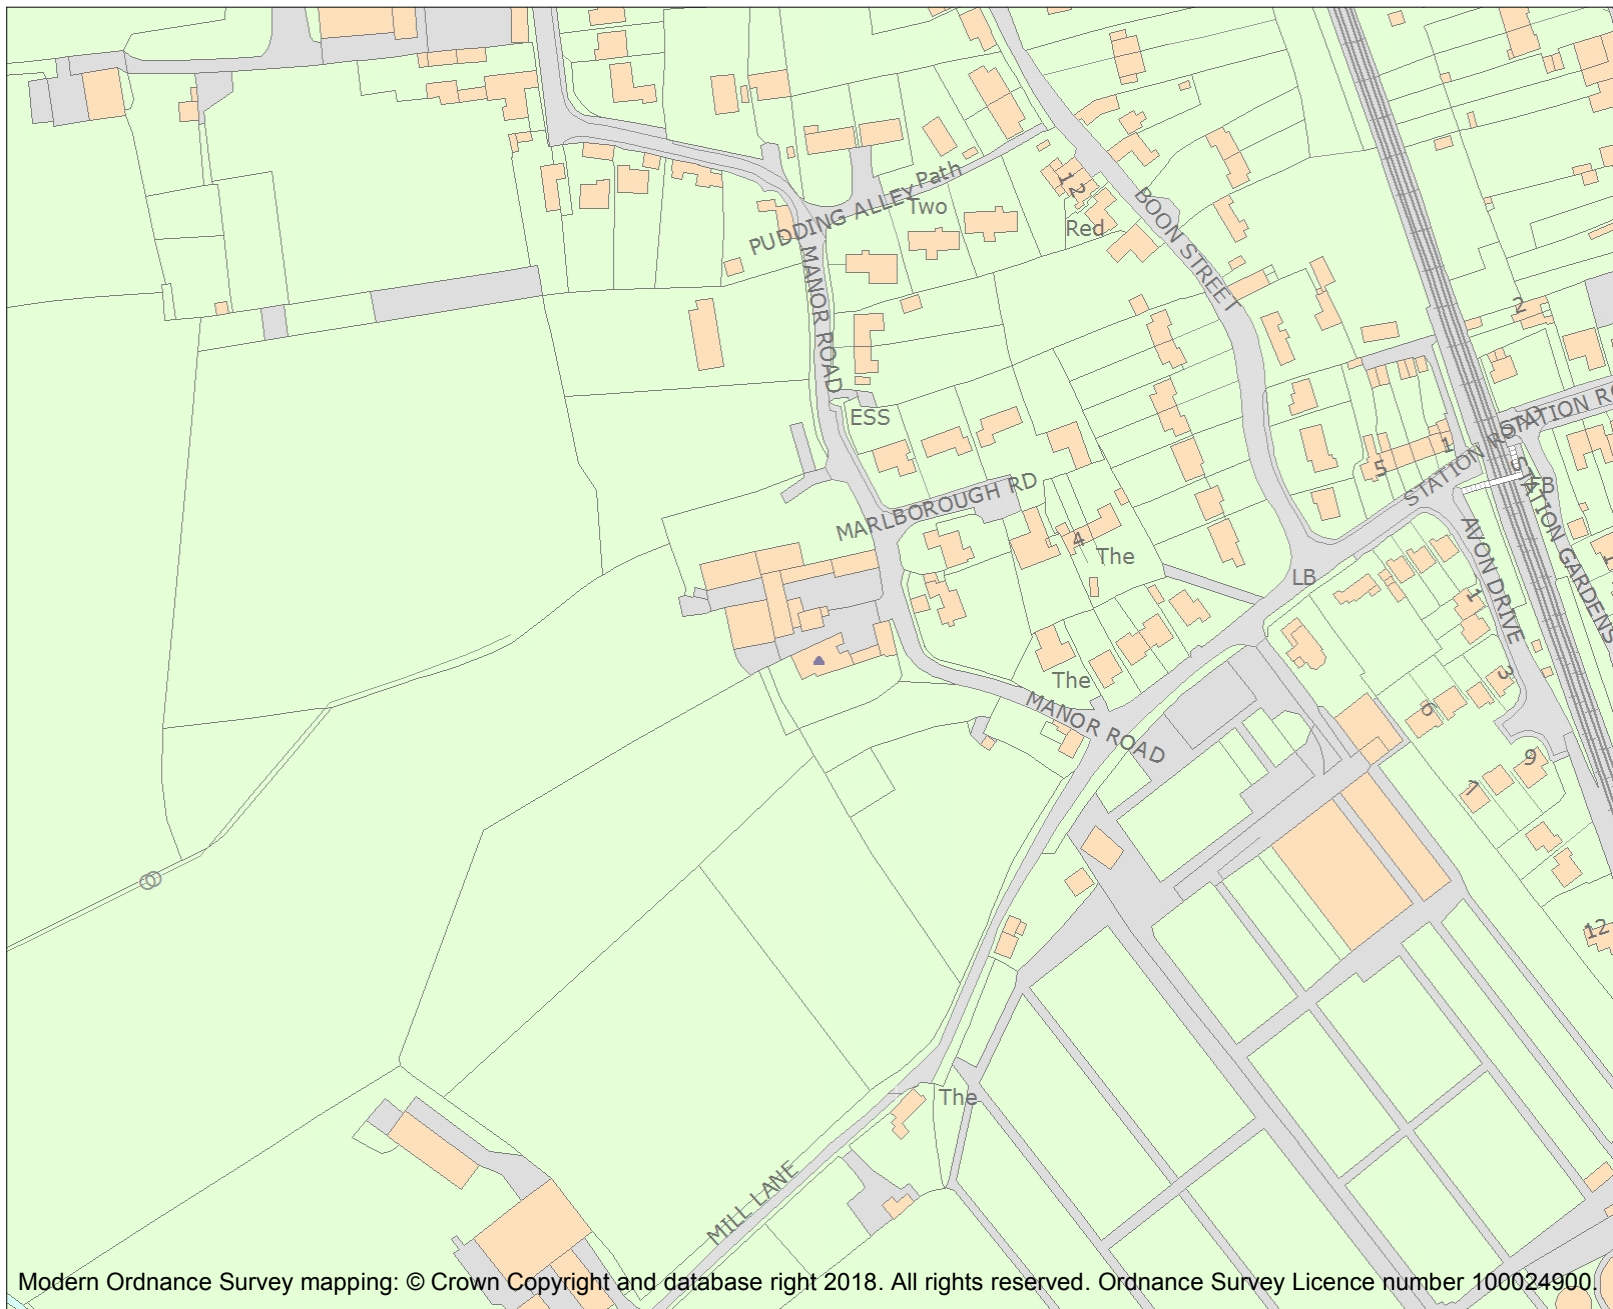 Path
PUDDING ALLEY
Two
12
Red
BOON STREET
MANOR ROAD
2
ESS
STATION ROAD
1
5
MARLBOROUGH RD
FB
STATION GARDENS
AVON DRIVE
4
The
LB
1
The
3
6
MANOR ROAD
9
7
12
The
MILL LANE
Modern Ordnance Survey mapping: © Crown Copyright and database right 2018. All rights reserved. Ordnance Survey Licence number 100024900.